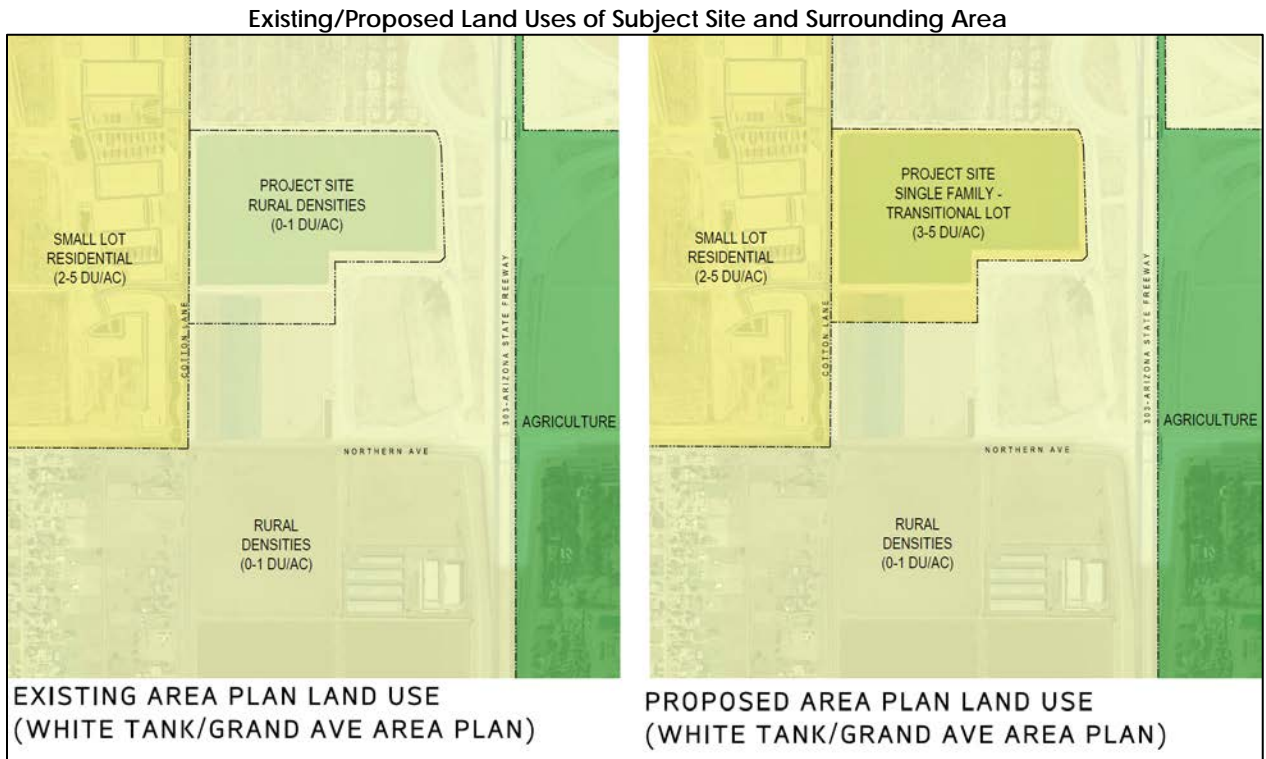 Existing/Proposed Land Uses of Subject Site and Surrounding Area
PROJECT SITE
RURAL DENSITIES
(0-1 DU/AC)
SMALL LOT
RESIDENTIAL
(2-5 DU/AC)
COTTON LANE
303-ARIZONA STATE FREEWAY
AGRICULTURE
NORTHERN AVE
RURAL
DENSITIES
(0-1 DU/AC)
EXISTING AREA PLAN LAND USE
(WHITE TANK/GRAND AVE AREA PLAN)
PROJECT SITE
SINGLE FAMILY -
TRANSITIONAL LOT
(3-5 DU/AC)
SMALL LOT
RESIDENTIAL
(2-5 DU/AC)
COTTON LANE
303-ARIZONA STATE FREEWAY
AGRICULTURE
NORTHERN AVE
RURAL
DENSITIES
(0-1 DU/AC)
PROPOSED AREA PLAN LAND USE
(WHITE TANK/GRAND AVE AREA PLAN)